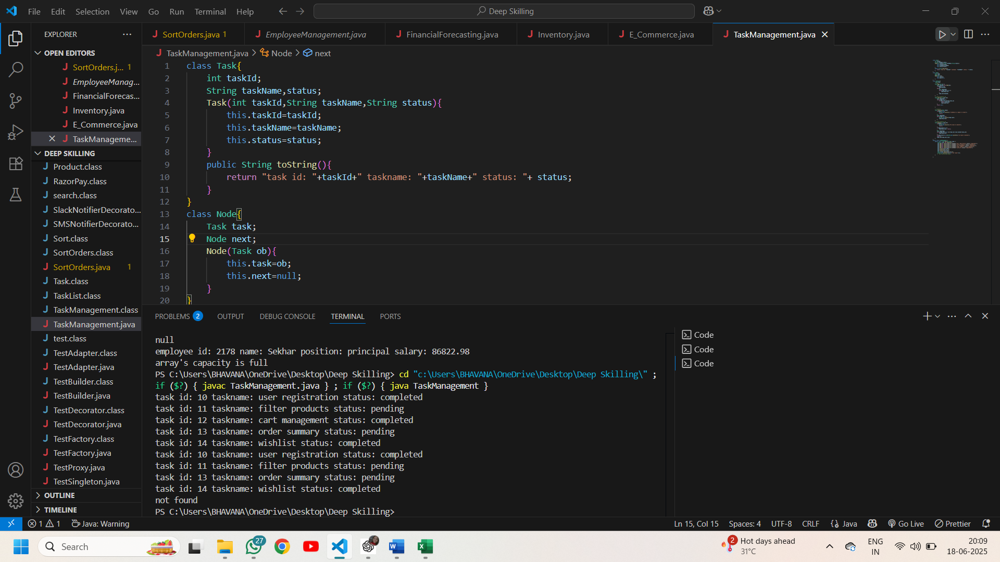 File Edit Selection View Go Run Terminal Help
Deep Skilling
EXPLORER
SortOrders.java 1
EmployeeManagement.java
FinancialForecasting.java
Inventory.java
E_Commerce.java
TaskManagement.java
OPEN EDITORS
SortOrders.j... 1
EmployeeManag...
FinancialForecas...
Inventory.java
E_Commerce.java
TaskManageme...
DEEP SKILLING
Product.class
RazorPay.class
search.class
SlackNotifierDecorato...
SMSNotifierDecorato...
Sort.class
SortOrders.class
SortOrders.java 1
Task.class
TaskList.class
TaskManagement.class
TaskManagement.java
test.class
TestAdapter.class
TestAdapter.java
TestBuilder.class
TestBuilder.java
TestDecorator.class
TestDecorator.java
TestFactory.class
TestFactory.java
TestProxy.java
TestSingleton.java
OUTLINE
TIMELINE
TaskManagement.java > Node > next
1 class Task{
2 int taskId;
3 String taskName,status;
4 Task(int taskId,String taskName,String status){
5 this.taskId=taskId;
6 this.taskName=taskName;
7 this.status=status;
8 }
9 public String toString(){
10 return "task id: "+taskId+" taskname: "+taskName+" status: "+ status;
11 }
12 }
13 class Node{
14 Task task;
15 Node next;
16 Node(Task ob){
17 this.task=ob;
18 this.next=null;
19 }
20 }
PROBLEMS 2 OUTPUT DEBUG CONSOLE TERMINAL PORTS
null
employee id: 2178 name: Sekhar position: principal salary: 86822.98
array's capacity is full
PS C:\Users\BHAVANA\OneDrive\Desktop\Deep Skilling> cd "c:\Users\BHAVANA\OneDrive\Desktop\Deep Skilling\" ;
if ($?) { javac TaskManagement.java } ; if ($?) { java TaskManagement }
task id: 10 taskname: user registration status: completed
task id: 11 taskname: filter products status: pending
task id: 12 taskname: cart management status: completed
task id: 13 taskname: order summary status: pending
task id: 14 taskname: wishlist status: completed
task id: 10 taskname: user registration status: completed
task id: 11 taskname: filter products status: pending
task id: 13 taskname: order summary status: pending
task id: 14 taskname: wishlist status: completed
not found
PS C:\Users\BHAVANA\OneDrive\Desktop\Deep Skilling>
Code
Code
Code
1 1 Java: Warning
Ln 15, Col 15 Spaces: 4 UTF-8 CRLF Java Go Live Prettier
Search
27
2 Hot days ahead
31°C
ENG
IN
20:09
18-06-2025